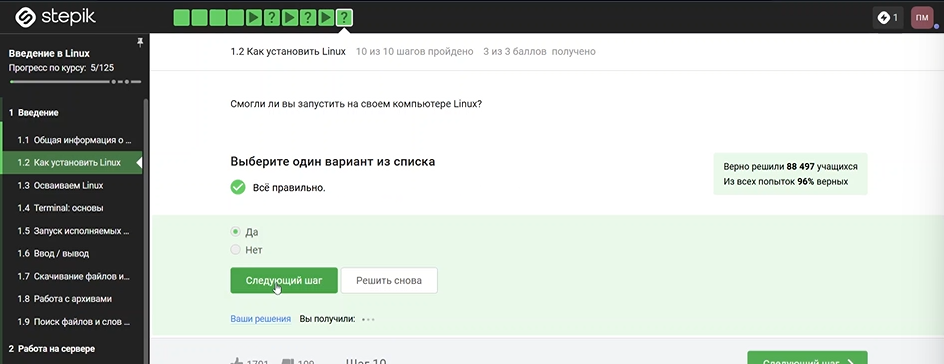 stepik
1
ПМ
Введение в Linux
Прогресс по курсу: 5/125
1 Введение
1.1 Общая информация о ...
1.2 Как установить Linux
1.3 Осваиваем Linux
1.4 Terminal: основы
1.5 Запуск исполняемых ...
1.6 Ввод / вывод
1.7 Скачивание файлов и...
1.8 Работа с архивами
1.9 Поиск файлов и слов ...
2 Работа на сервере
1.2 Как установить Linux 10 из 10 шагов пройдено 3 из 3 баллов получено
Смогли ли вы запустить на своем компьютере Linux?
Выберите один вариант из списка
Всё правильно.
Верно решили 88 497 учащихся
Из всех попыток 96% верных
Да
Нет
Следующий шаг
Решить снова
Ваши решения Вы получили:
Шаг 10
Следующий шаг